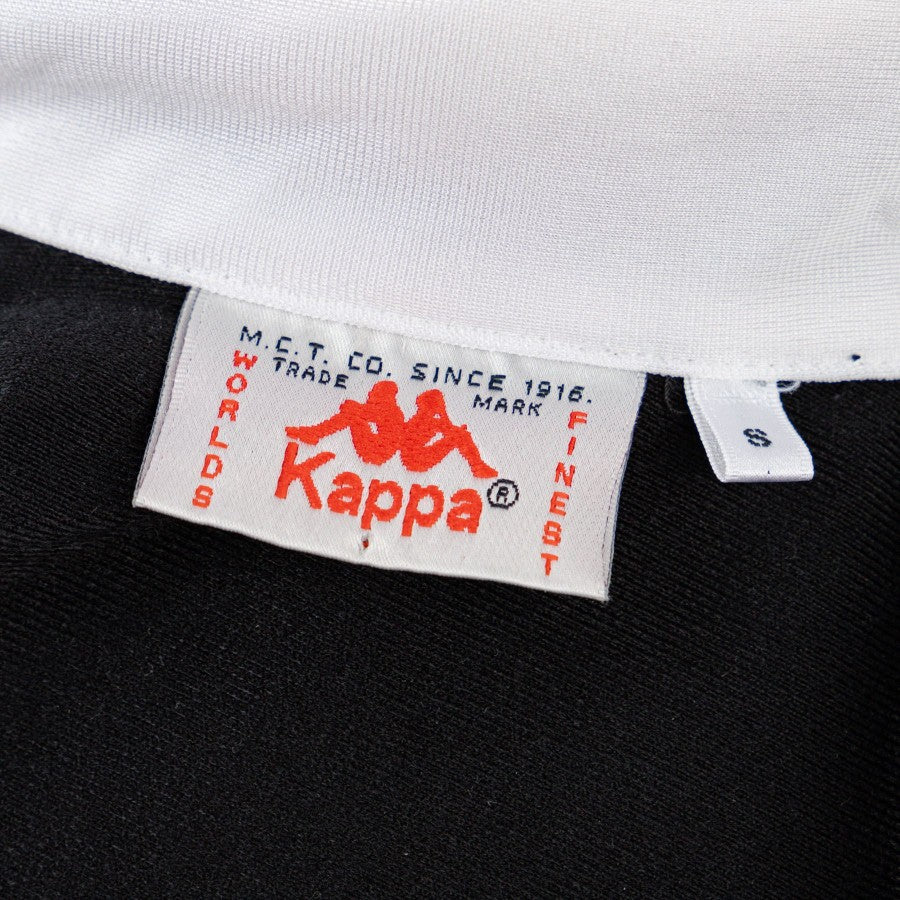 M.C.T. CO. SINCE 1916.
TRADE MARK
WORLDS
Kappa®
FINEST
S